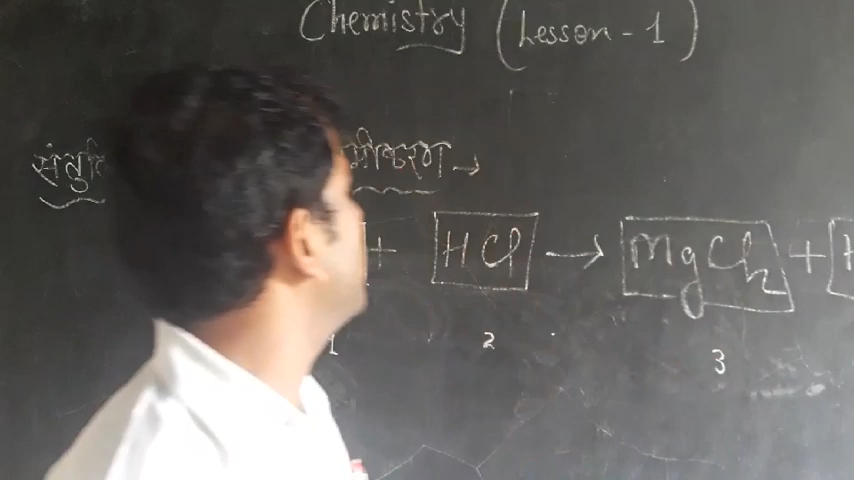 Chemistry (Lesson - 1)
+ HCl → MgCl₂ + H
1 2 3